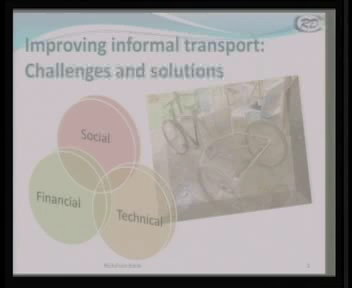 Improving informal transport:
Challenges and solutions
Social
Financial
Technical